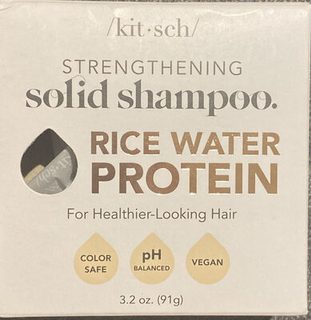 /kit·sch/
STRENGTHENING
solid shampoo.
RICE WATER
PROTEIN
For Healthier-Looking Hair
COLOR
SAFE
pH
BALANCED
VEGAN
3.2 oz. (91g)